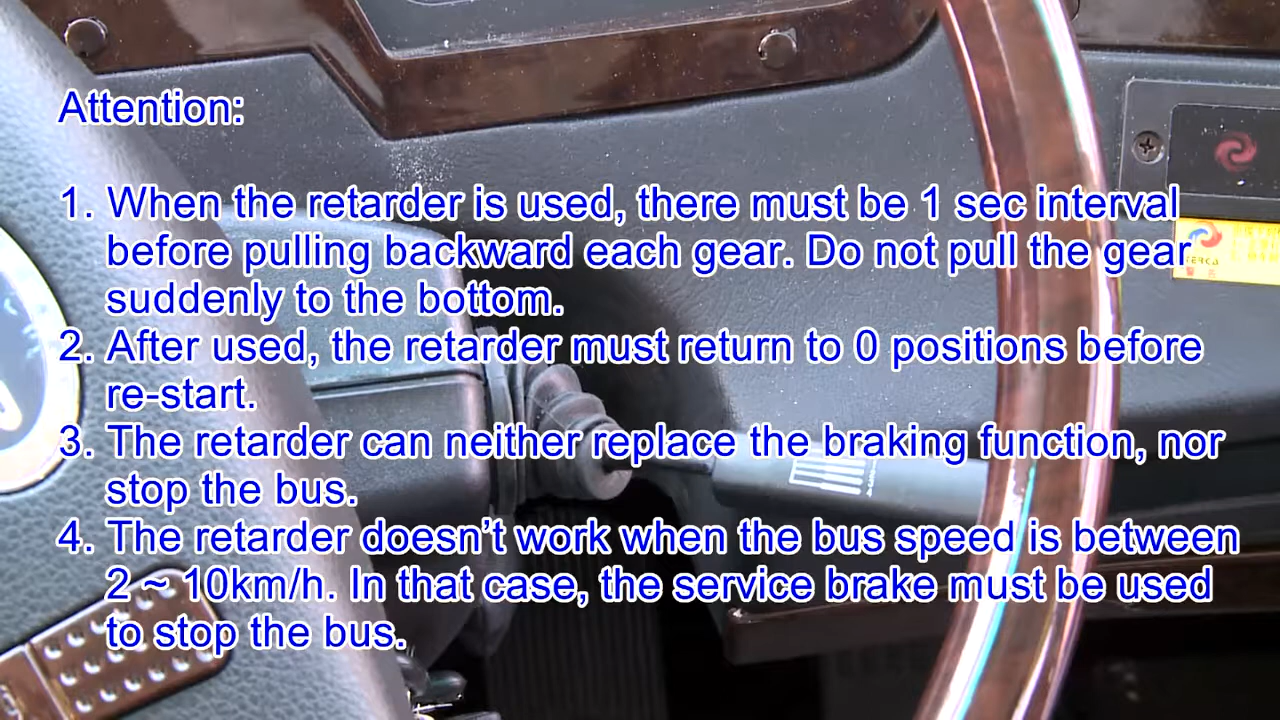 Attention:
1. When the retarder is used, there must be 1 sec interval
before pulling backward each gear. Do not pull the gear
suddenly to the bottom.
2. After used, the retarder must return to 0 positions before
re-start.
3. The retarder can neither replace the braking function, nor
stop the bus.
4. The retarder doesn’t work when the bus speed is between
2 ~ 10km/h. In that case, the service brake must be used
to stop the bus.